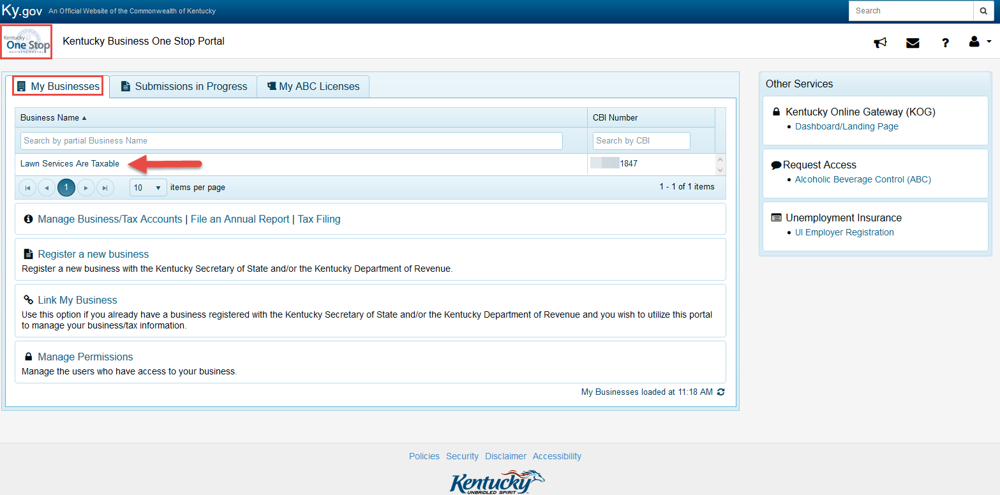 Ky.gov An Official Website of the Commonwealth of Kentucky
Search
Kentucky
One Stop
BUSINESS PORTAL
Kentucky Business One Stop Portal
My Businesses
Submissions in Progress
My ABC Licenses
Business Name
CBI Number
Search by partial Business Name
Search by CBI
Lawn Services Are Taxable
1847
1
10
items per page
1 - 1 of 1 items
Manage Business/Tax Accounts | File an Annual Report | Tax Filing
Register a new business
Register a new business with the Kentucky Secretary of State and/or the Kentucky Department of Revenue.
Link My Business
Use this option if you already have a business registered with the Kentucky Secretary of State and/or the Kentucky Department of Revenue and you wish to utilize this portal
to manage your business/tax information.
Manage Permissions
Manage the users who have access to your business.
My Businesses loaded at 11:18 AM
Other Services
Kentucky Online Gateway (KOG)
Dashboard/Landing Page
Request Access
Alcoholic Beverage Control (ABC)
Unemployment Insurance
UI Employer Registration
Policies Security Disclaimer Accessibility
Kentucky
UNBRIDLED SPIRIT